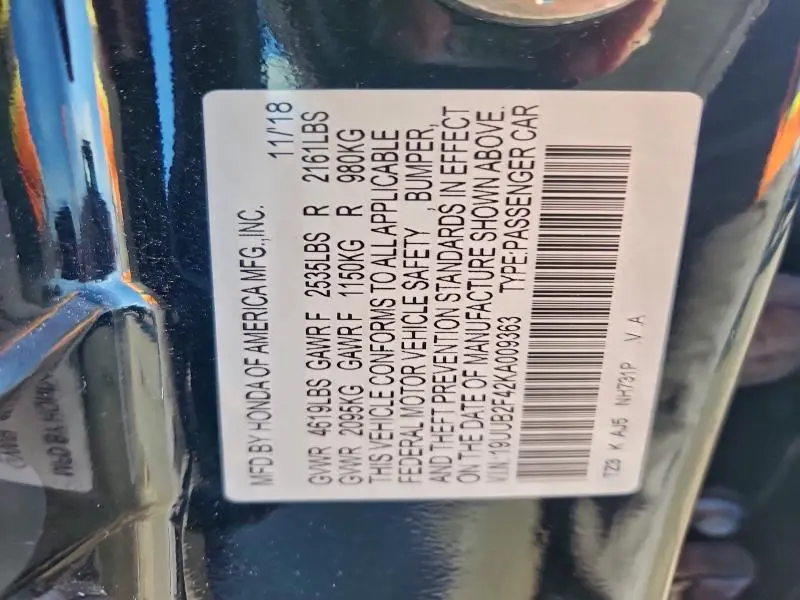 MFD BY HONDA OF AMERICA MFG., INC. 11/'18
GVWR 4619LBS GAWR F 2535LBS R 2161LBS
GVWR 2095KG GAWR F 1150KG R 980KG
THIS VEHICLE CONFORMS TO ALL APPLICABLE
FEDERAL MOTOR VEHICLE SAFETY , BUMPER,
AND THEFT PREVENTION STANDARDS IN EFFECT
ON THE DATE OF MANUFACTURE SHOWN ABOVE.
V.I.N.:19UUB2F42KA009363 TYPE:PASSENGER CAR
TZ3 K AJ5 NH731P V A